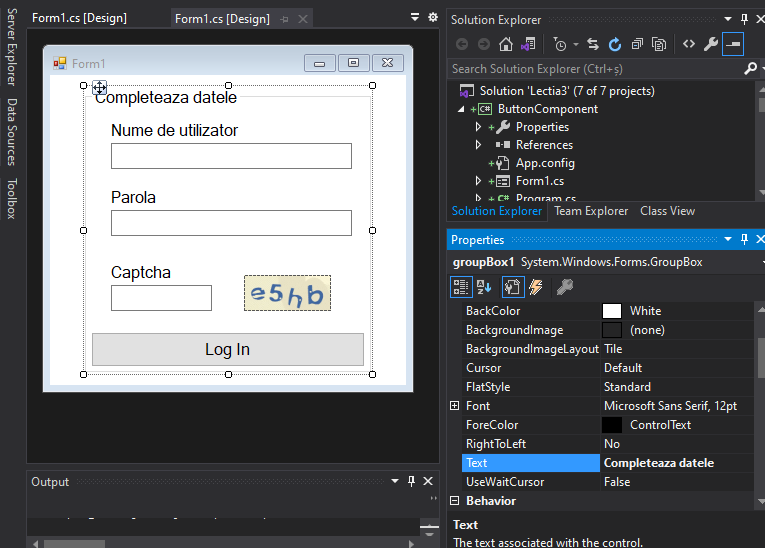 Server Explorer
Data Sources
Toolbox
Form1.cs [Design]
Form1.cs [Design]
Form1
Completeaza datele
Nume de utilizator
Parola
Captcha
e5hb
Log In
Output
Solution Explorer
Search Solution Explorer (Ctrl+ș)
Solution 'Lectia3' (7 of 7 projects)
C# ButtonComponent
Properties
References
App.config
Form1.cs
C# Program.cs
Solution Explorer Team Explorer Class View
Properties
groupBox1 System.Windows.Forms.GroupBox
BackColor White
BackgroundImage (none)
BackgroundImageLayout Tile
Cursor Default
FlatStyle Standard
Font Microsoft Sans Serif, 12pt
ForeColor ControlText
RightToLeft No
Text Completeaza datele
UseWaitCursor False
Behavior
Text
The text associated with the control.